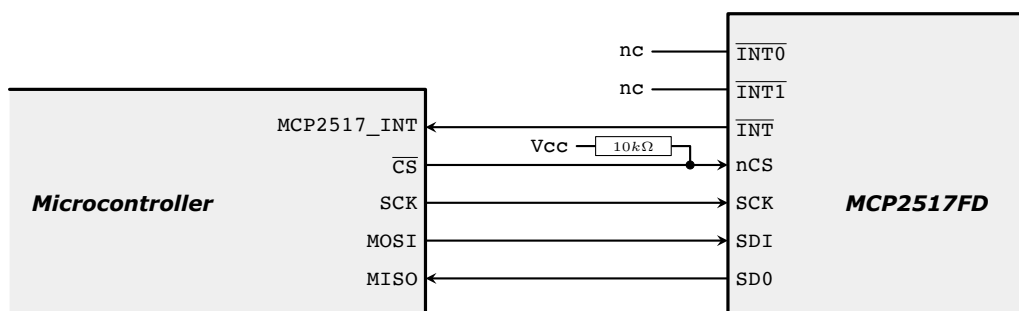 nc INT0
nc INT1
MCP2517_INT INT
Vcc 10kΩ
CS nCS
Microcontroller SCK SCK MCP2517FD
MOSI SDI
MISO SD0